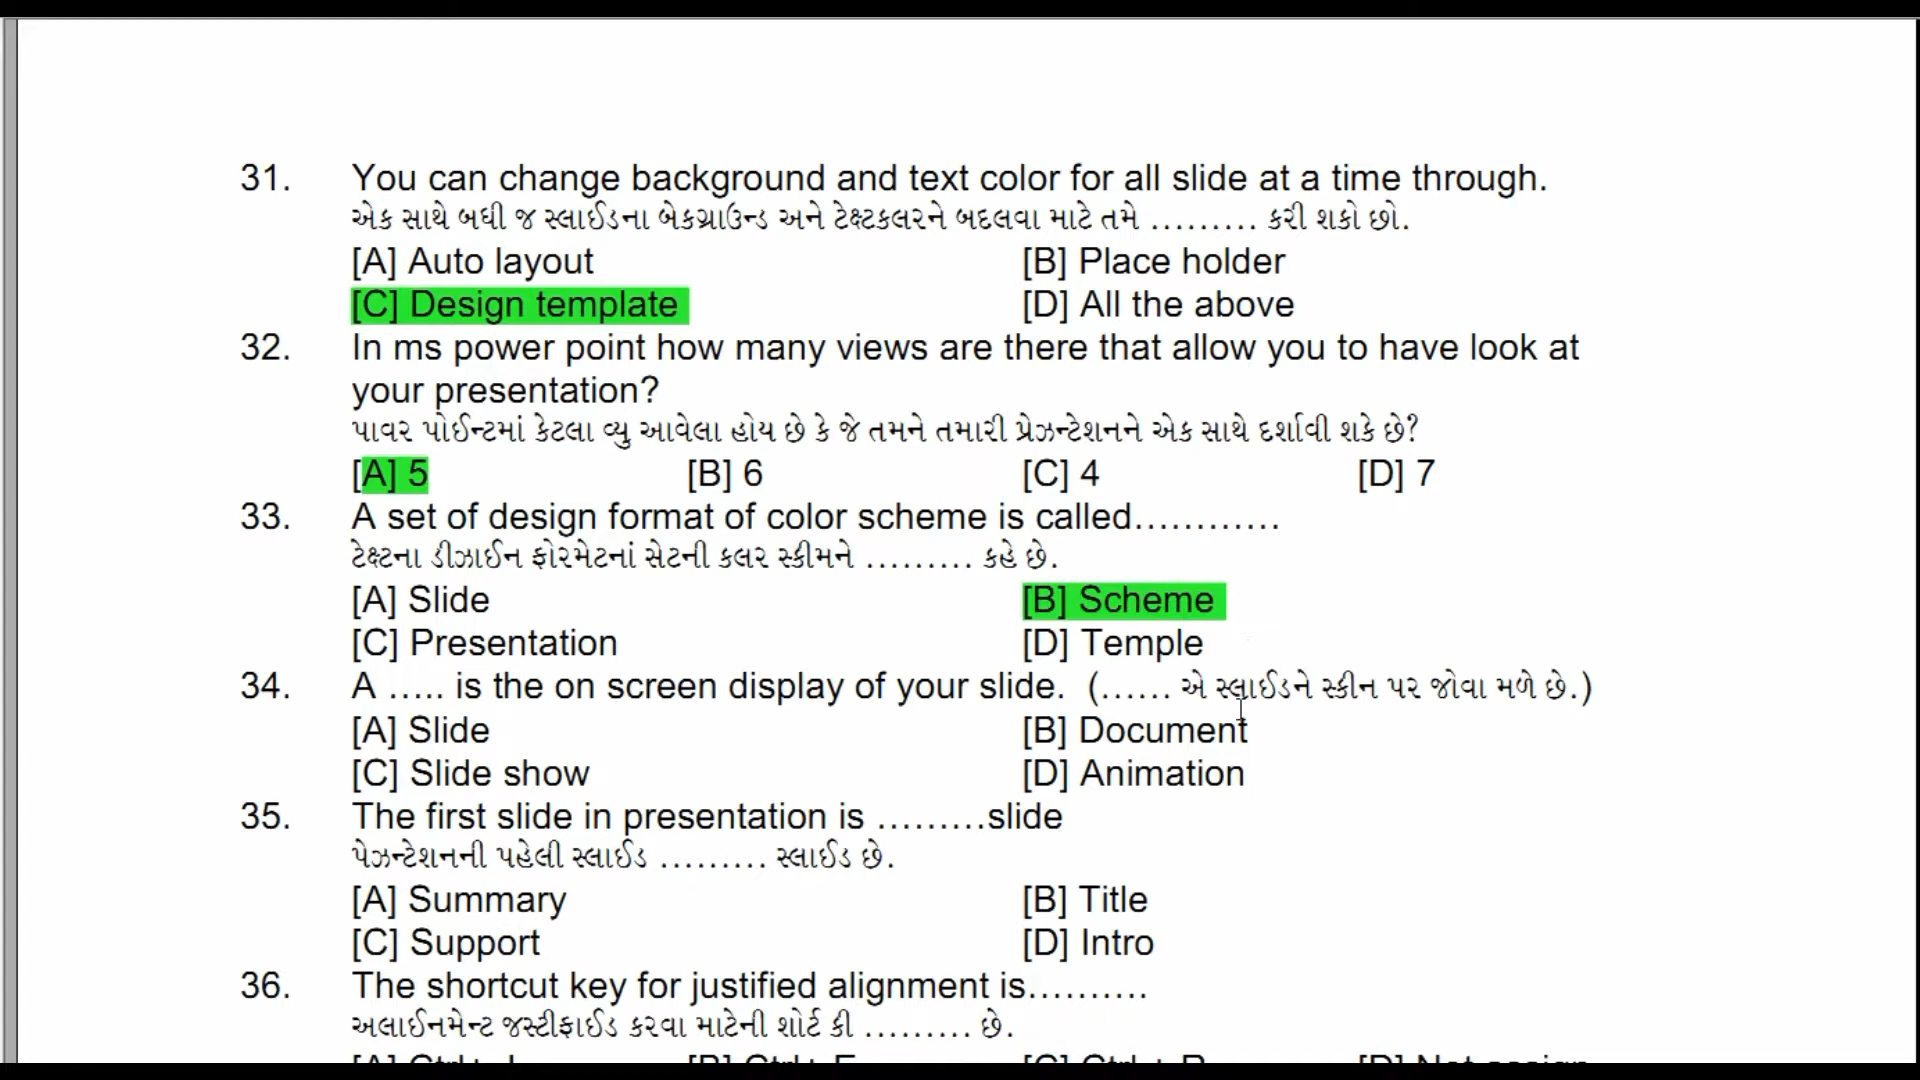 31. You can change background and text color for all slide at a time through.
એક સાથે બધી જ સ્લાઈડના બેકગ્રાઉન્ડ અને ટેક્ષ્ટકલરને બદલવા માટે તમે ......... કરી શકો છો.
[A] Auto layout [B] Place holder
[C] Design template [D] All the above
32. In ms power point how many views are there that allow you to have look at
your presentation?
પાવર પોઈન્ટમાં કેટલા વ્યુ આવેલા હોય છે કે જે તમને તમારી પ્રેઝન્ટેશનને એક સાથે દર્શાવી શકે છે?
[A] 5 [B] 6 [C] 4 [D] 7
33. A set of design format of color scheme is called............
ટેક્ષ્ટના ડીઝાઈન ફોરમેટનાં સેટની કલર સ્કીમને ......... કહે છે.
[A] Slide [B] Scheme
[C] Presentation [D] Temple
34. A ..... is the on screen display of your slide. (...... એ સ્લાઈડને સ્ક્રીન પર જોવા મળે છે.)
[A] Slide [B] Document
[C] Slide show [D] Animation
35. The first slide in presentation is .........slide
પેઝન્ટેશનની પહેલી સ્લાઈડ ......... સ્લાઈડ છે.
[A] Summary [B] Title
[C] Support [D] Intro
36. The shortcut key for justified alignment is..........
અલાઈનમેન્ટ જસ્ટીફાઈડ કરવા માટેની શોર્ટ કી ......... છે.